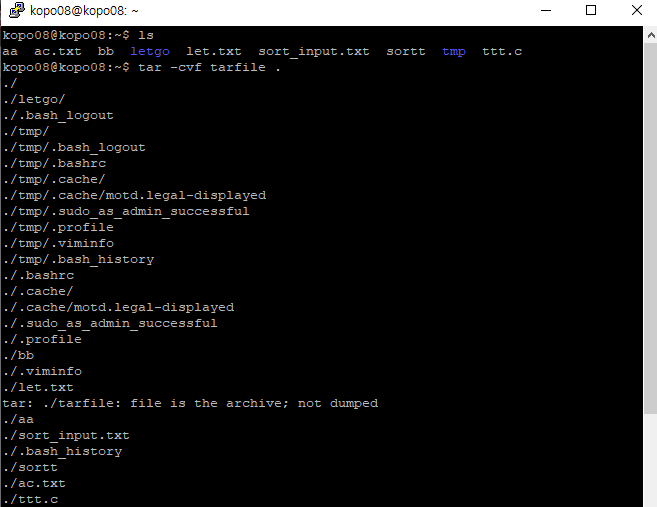 kopo08@kopo08: ~
kopo08@kopo08:~$ ls
aa  ac.txt  bb  letgo  let.txt  sort_input.txt  sortt  tmp  ttt.c
kopo08@kopo08:~$ tar -cvf tarfile .
./
./letgo/
./.bash_logout
./tmp/
./tmp/.bash_logout
./tmp/.bashrc
./tmp/.cache/
./tmp/.cache/motd.legal-displayed
./tmp/.sudo_as_admin_successful
./tmp/.profile
./tmp/.viminfo
./tmp/.bash_history
./.bashrc
./.cache/
./.cache/motd.legal-displayed
./.sudo_as_admin_successful
./.profile
./bb
./.viminfo
./let.txt
tar: ./tarfile: file is the archive; not dumped
./aa
./sort_input.txt
./.bash_history
./sortt
./ac.txt
./ttt.c